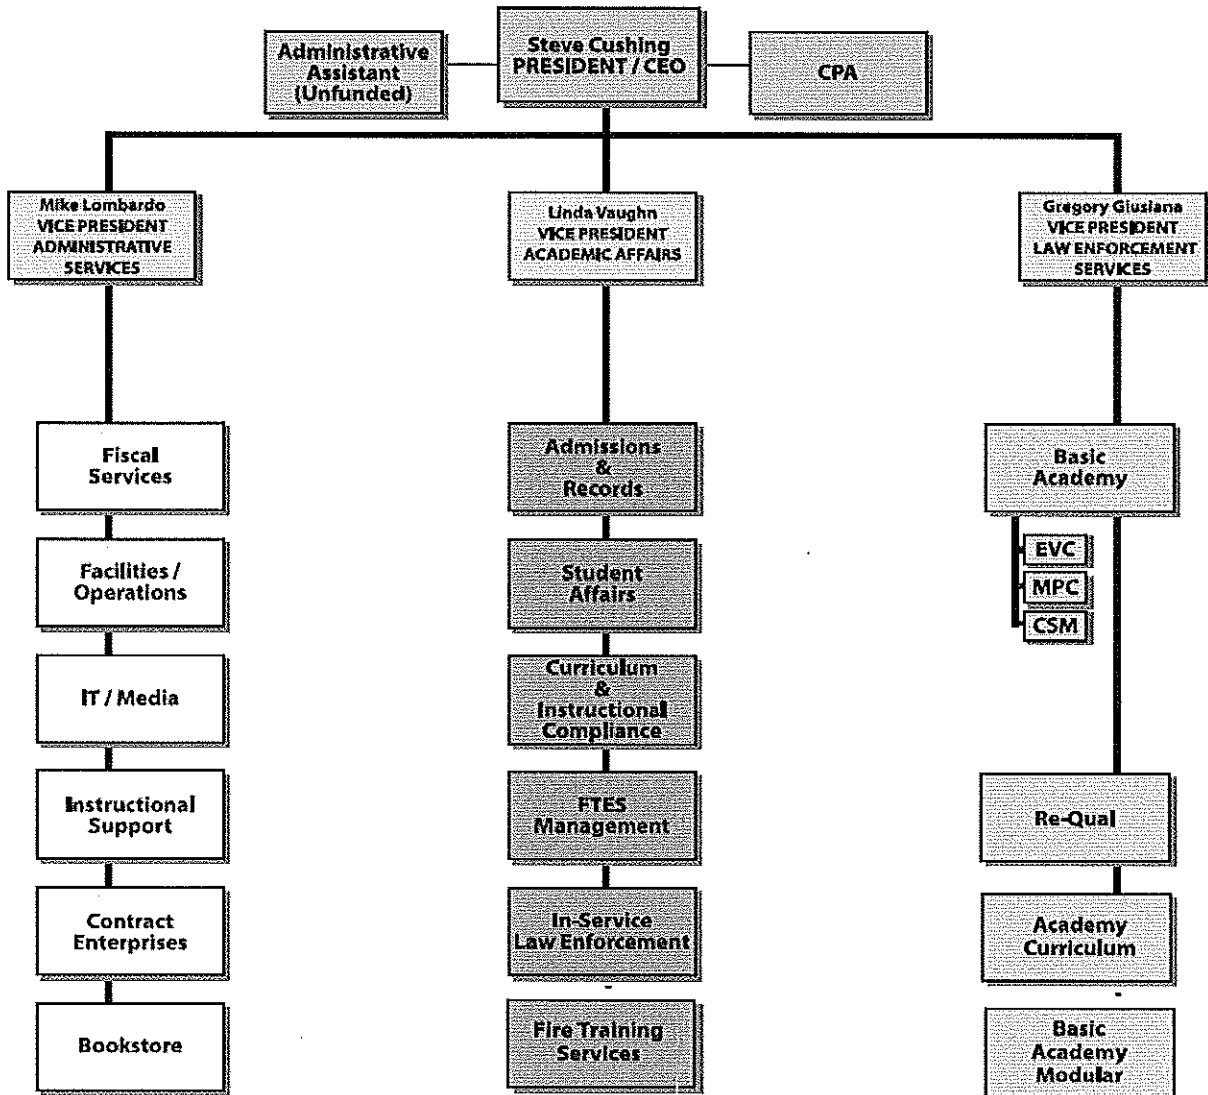 Administrative
Assistant
(Unfunded)
Steve Cushing
PRESIDENT / CEO
CPA
Mike Lombardo
VICE PRESIDENT
ADMINISTRATIVE
SERVICES
Linda Vaughn
VICE PRESIDENT
ACADEMIC AFFAIRS
Gregory Giusiana
VICE PRESIDENT
LAW ENFORCEMENT
SERVICES
Fiscal
Services
Facilities /
Operations
IT / Media
Instructional
Support
Contract
Enterprises
Bookstore
Admissions
&
Records
Student
Affairs
Curriculum
&
Instructional
Compliance
FTES
Management
In-Service
Law Enforcement
Fire Training
Services
Basic
Academy
EVC
MPC
CSM
Re-Qual
Academy
Curriculum
Basic
Academy
Modular